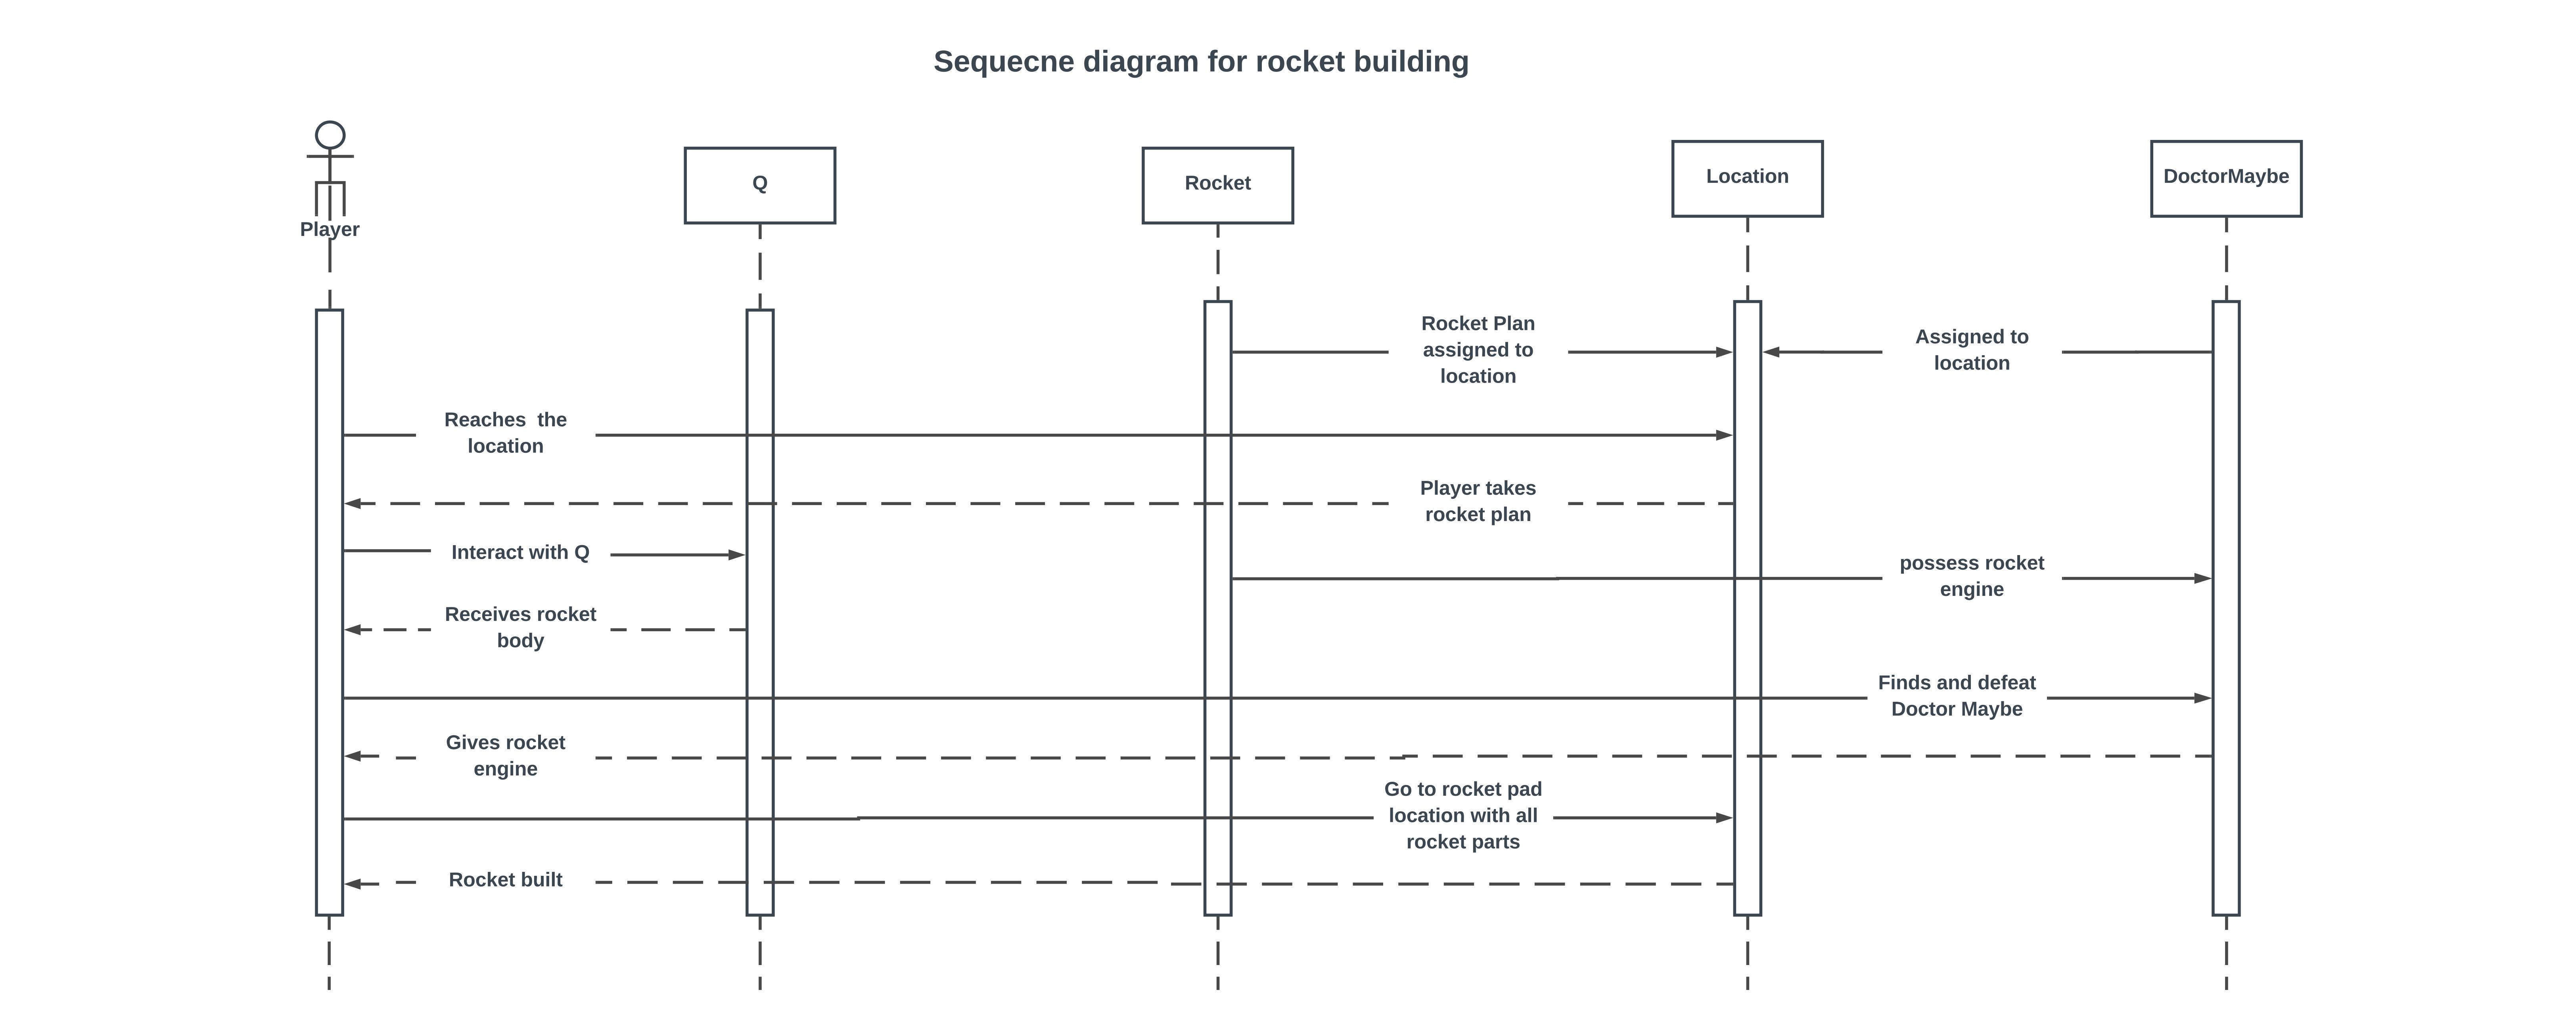 Sequecne diagram for rocket building
Player
Q
Rocket
Location
DoctorMaybe
Rocket Plan
assigned to
location
Assigned to
location
Reaches  the
location
Player takes
rocket plan
Interact with Q
possess rocket
engine
Receives rocket
body
Finds and defeat
Doctor Maybe
Gives rocket
engine
Go to rocket pad
location with all
rocket parts
Rocket built